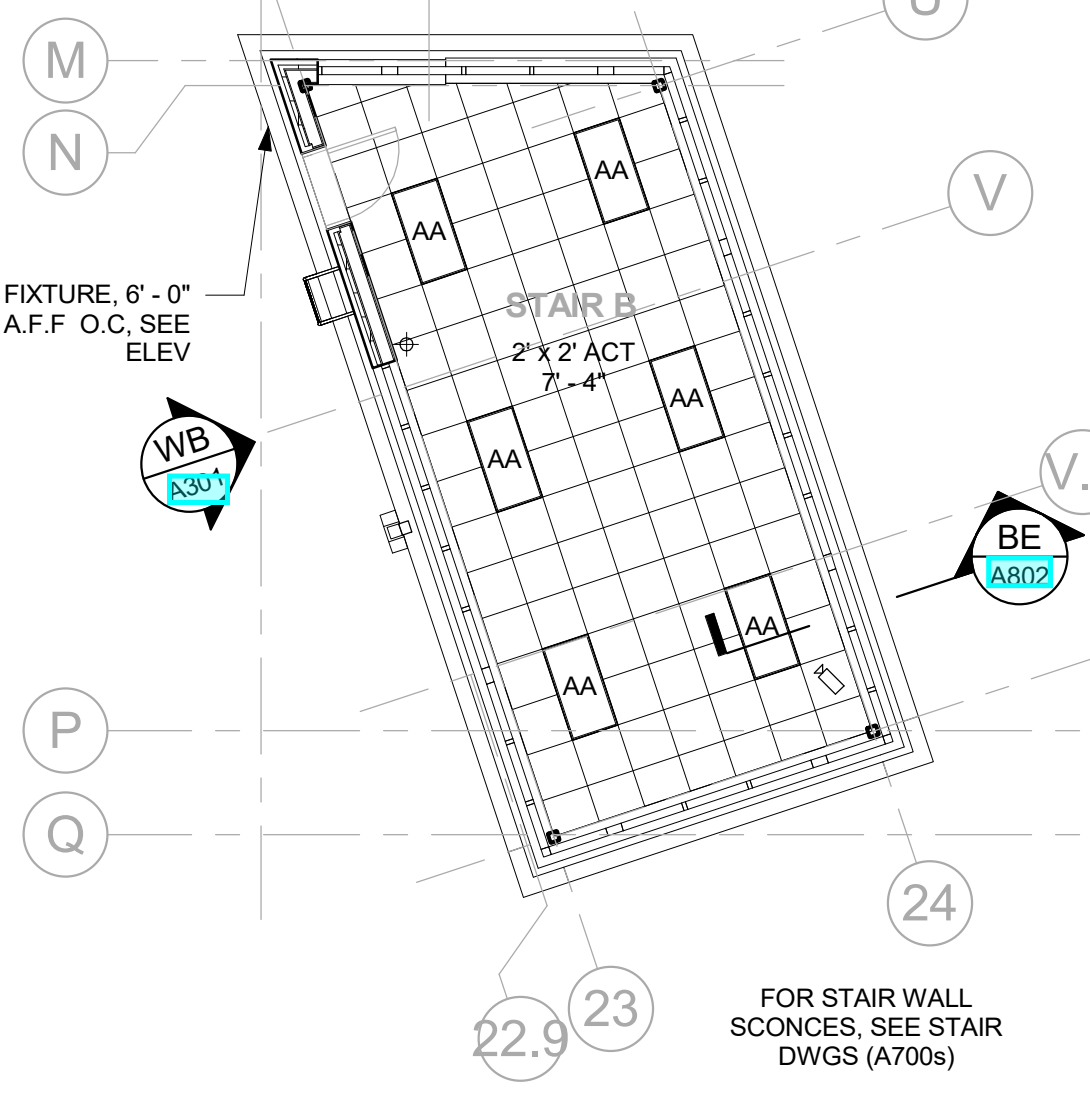 U
M
N
V
AA
AA
FIXTURE, 6' - 0"
A.F.F O.C, SEE
ELEV
STAIR B
2' x 2' ACT
7' - 4"
AA
AA
WB
A301
V.
BE
A802
AA
AA
P
Q
24
23
22.9
FOR STAIR WALL
SCONCES, SEE STAIR
DWGS (A700s)